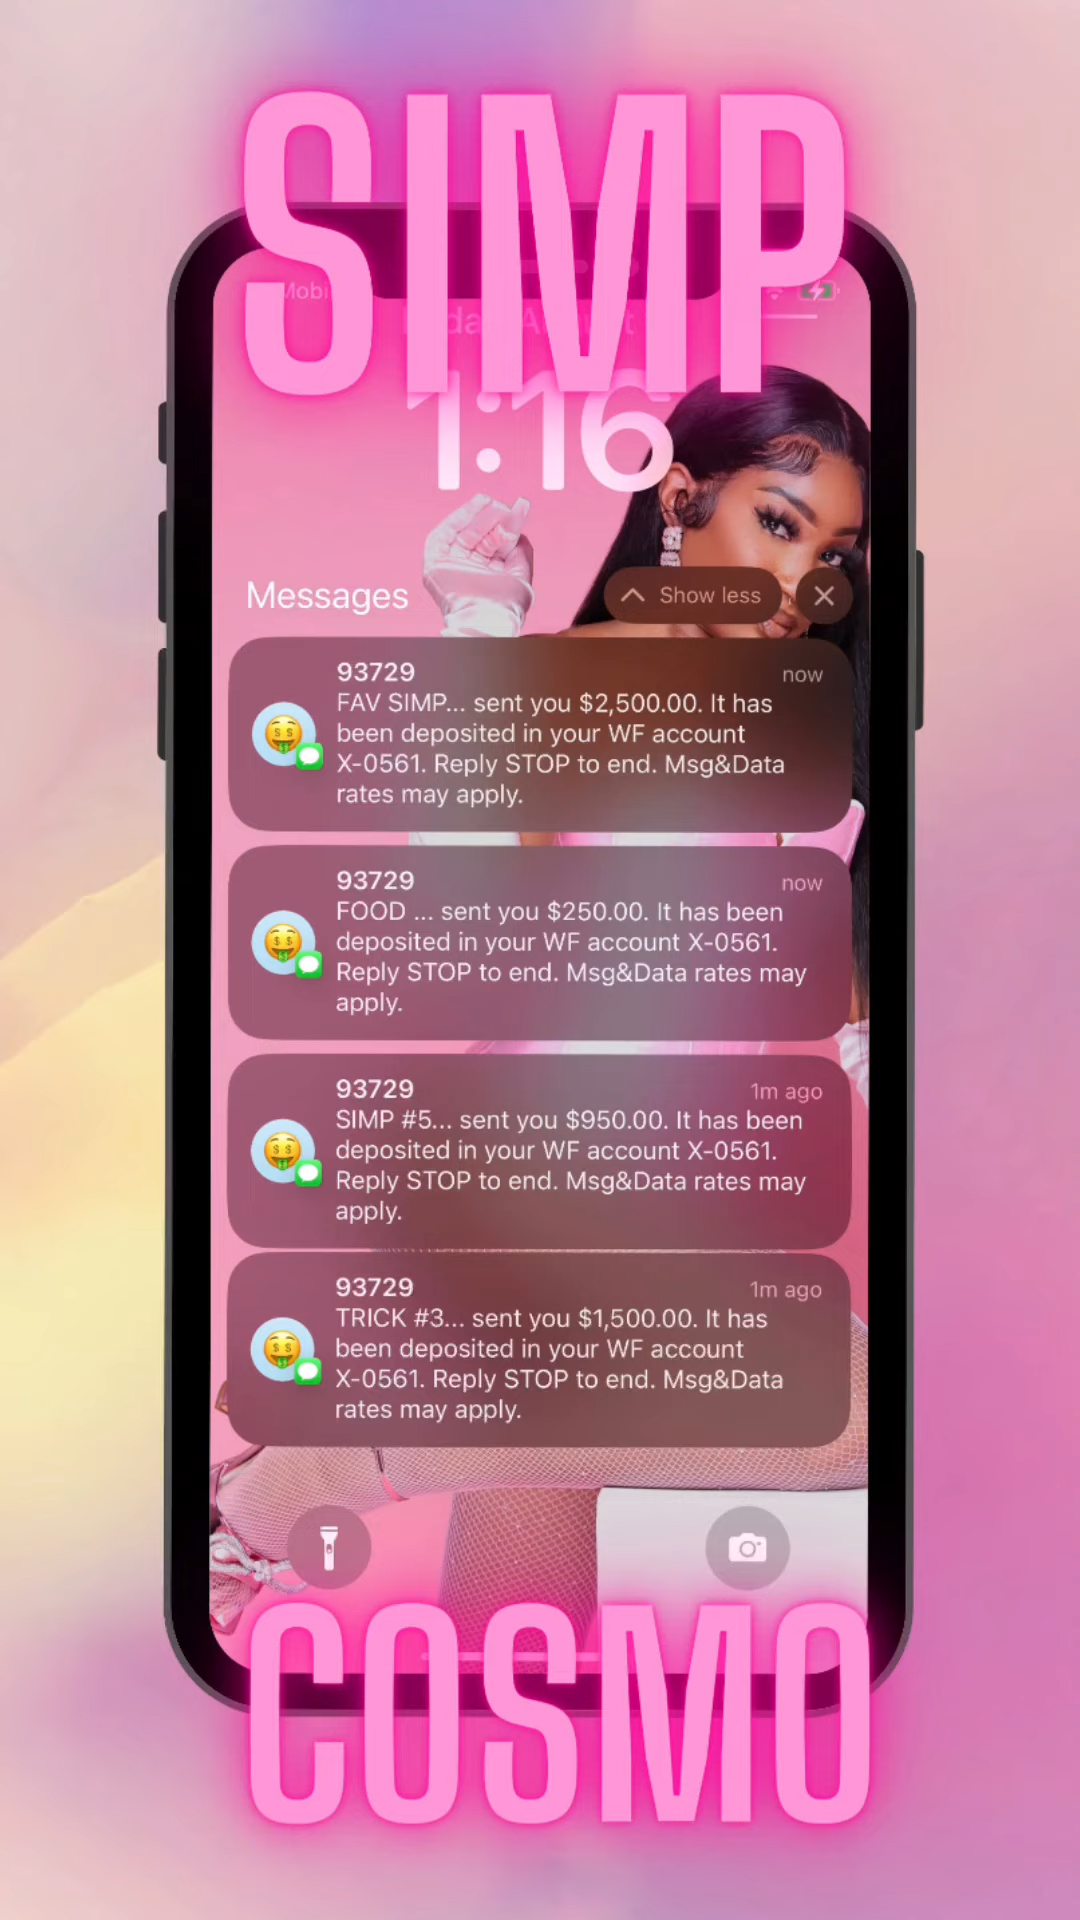 SIMP
1:16
Messages
Show less
93729
now
FAV SIMP... sent you $2,500.00. It has
been deposited in your WF account
X-0561. Reply STOP to end. Msg&Data
rates may apply.
93729
now
FOOD ... sent you $250.00. It has been
deposited in your WF account X-0561.
Reply STOP to end. Msg&Data rates may
apply.
93729
1m ago
SIMP #5... sent you $950.00. It has been
deposited in your WF account X-0561.
Reply STOP to end. Msg&Data rates may
apply.
93729
1m ago
TRICK #3... sent you $1,500.00. It has
been deposited in your WF account
X-0561. Reply STOP to end. Msg&Data
rates may apply.
COSMO